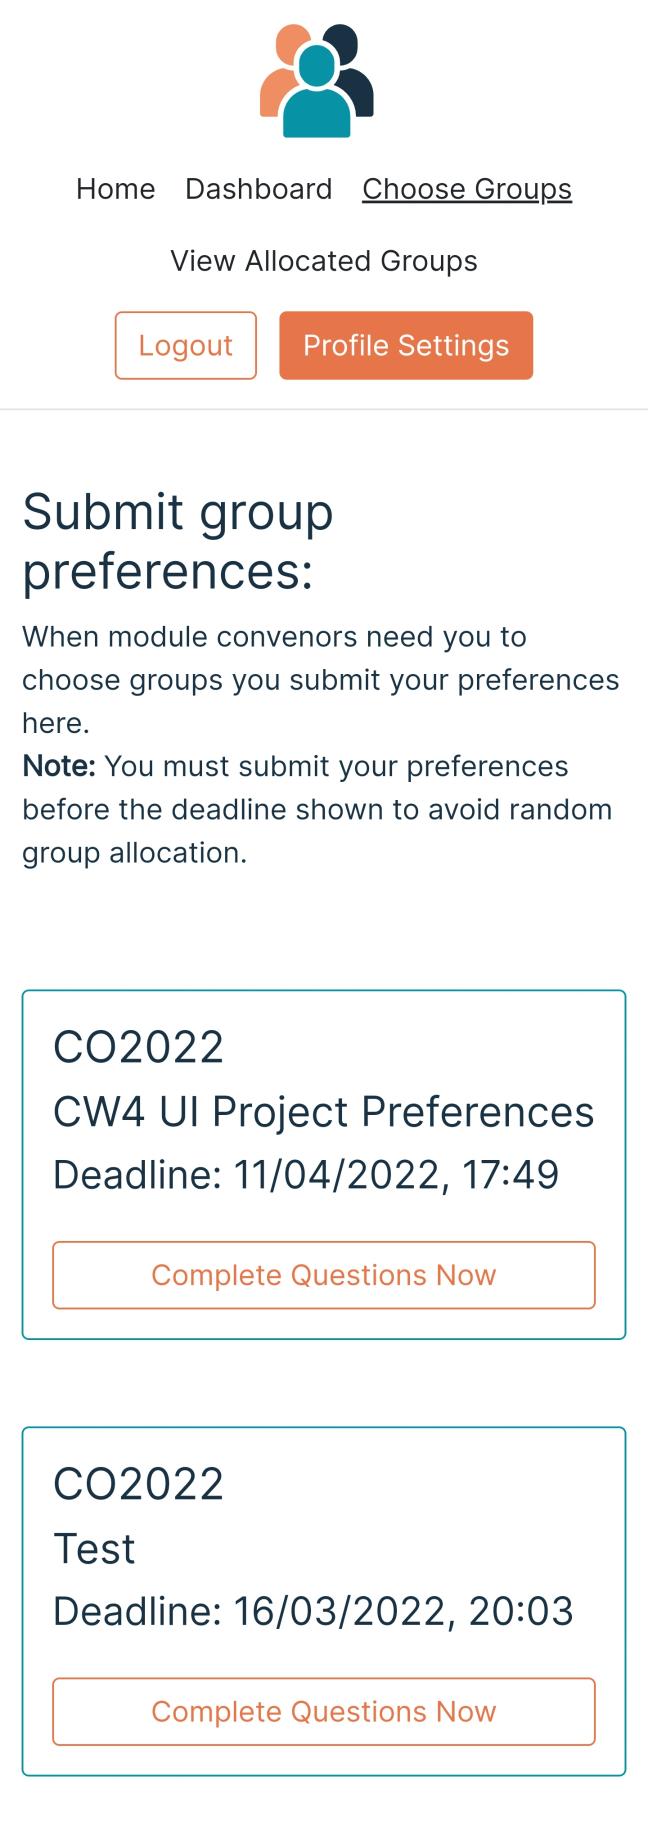 Home Dashboard Choose Groups
View Allocated Groups
Logout Profile Settings
Submit group
preferences:
When module convenors need you to
choose groups you submit your preferences
here.
Note: You must submit your preferences
before the deadline shown to avoid random
group allocation.
CO2022
CW4 UI Project Preferences
Deadline: 11/04/2022, 17:49
Complete Questions Now
CO2022
Test
Deadline: 16/03/2022, 20:03
Complete Questions Now